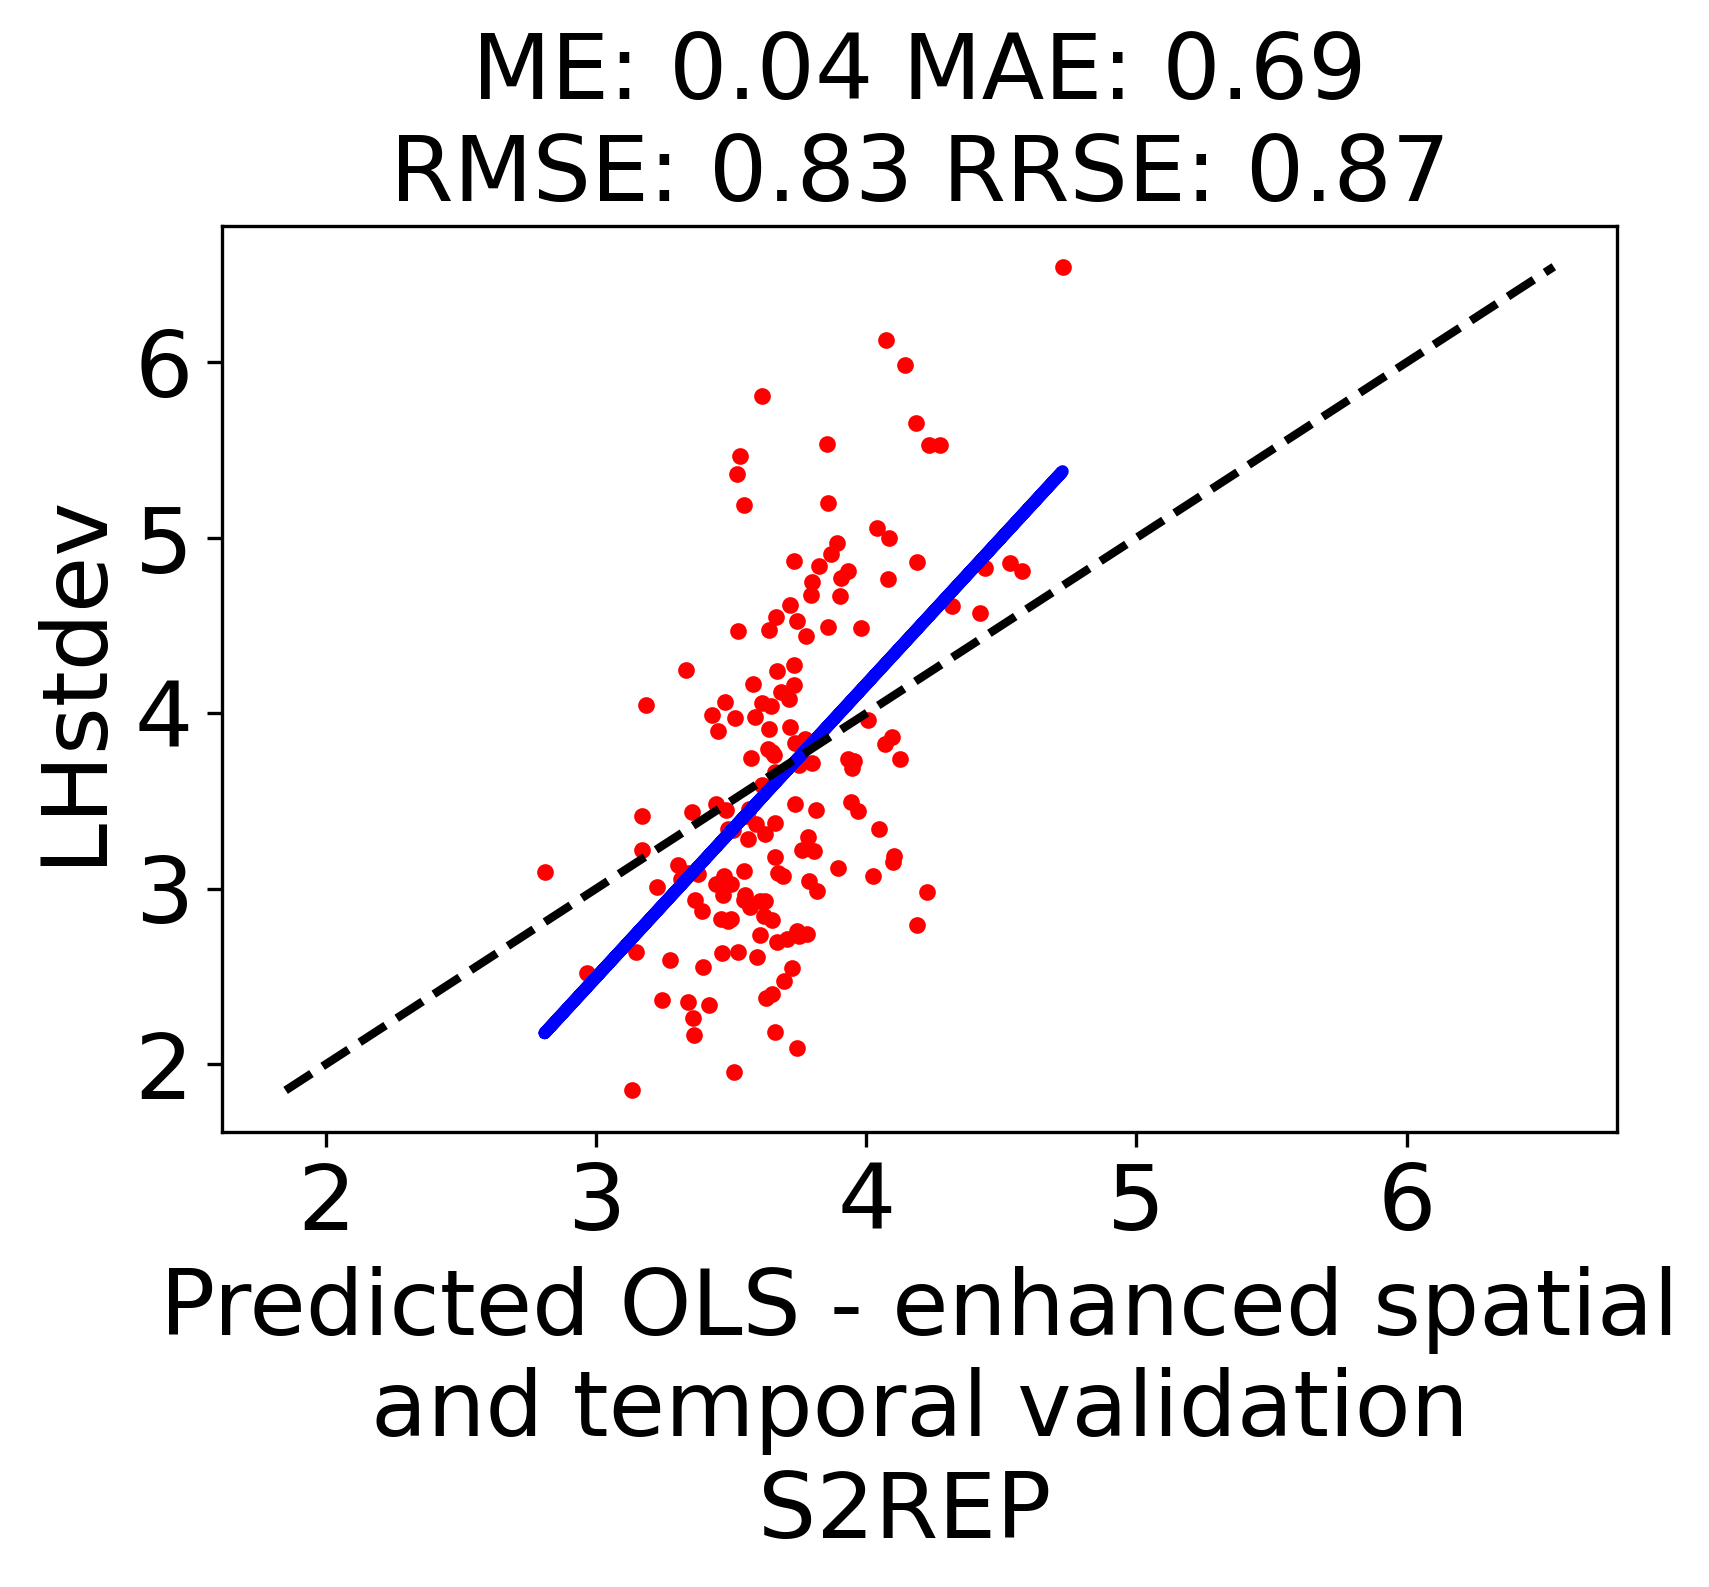 ME: 0.04 MAE: 0.69
RMSE: 0.83 RRSE: 0.87
LHstdev
6
5
4
3
2
2 3 4 5 6
Predicted OLS - enhanced spatial
and temporal validation
S2REP